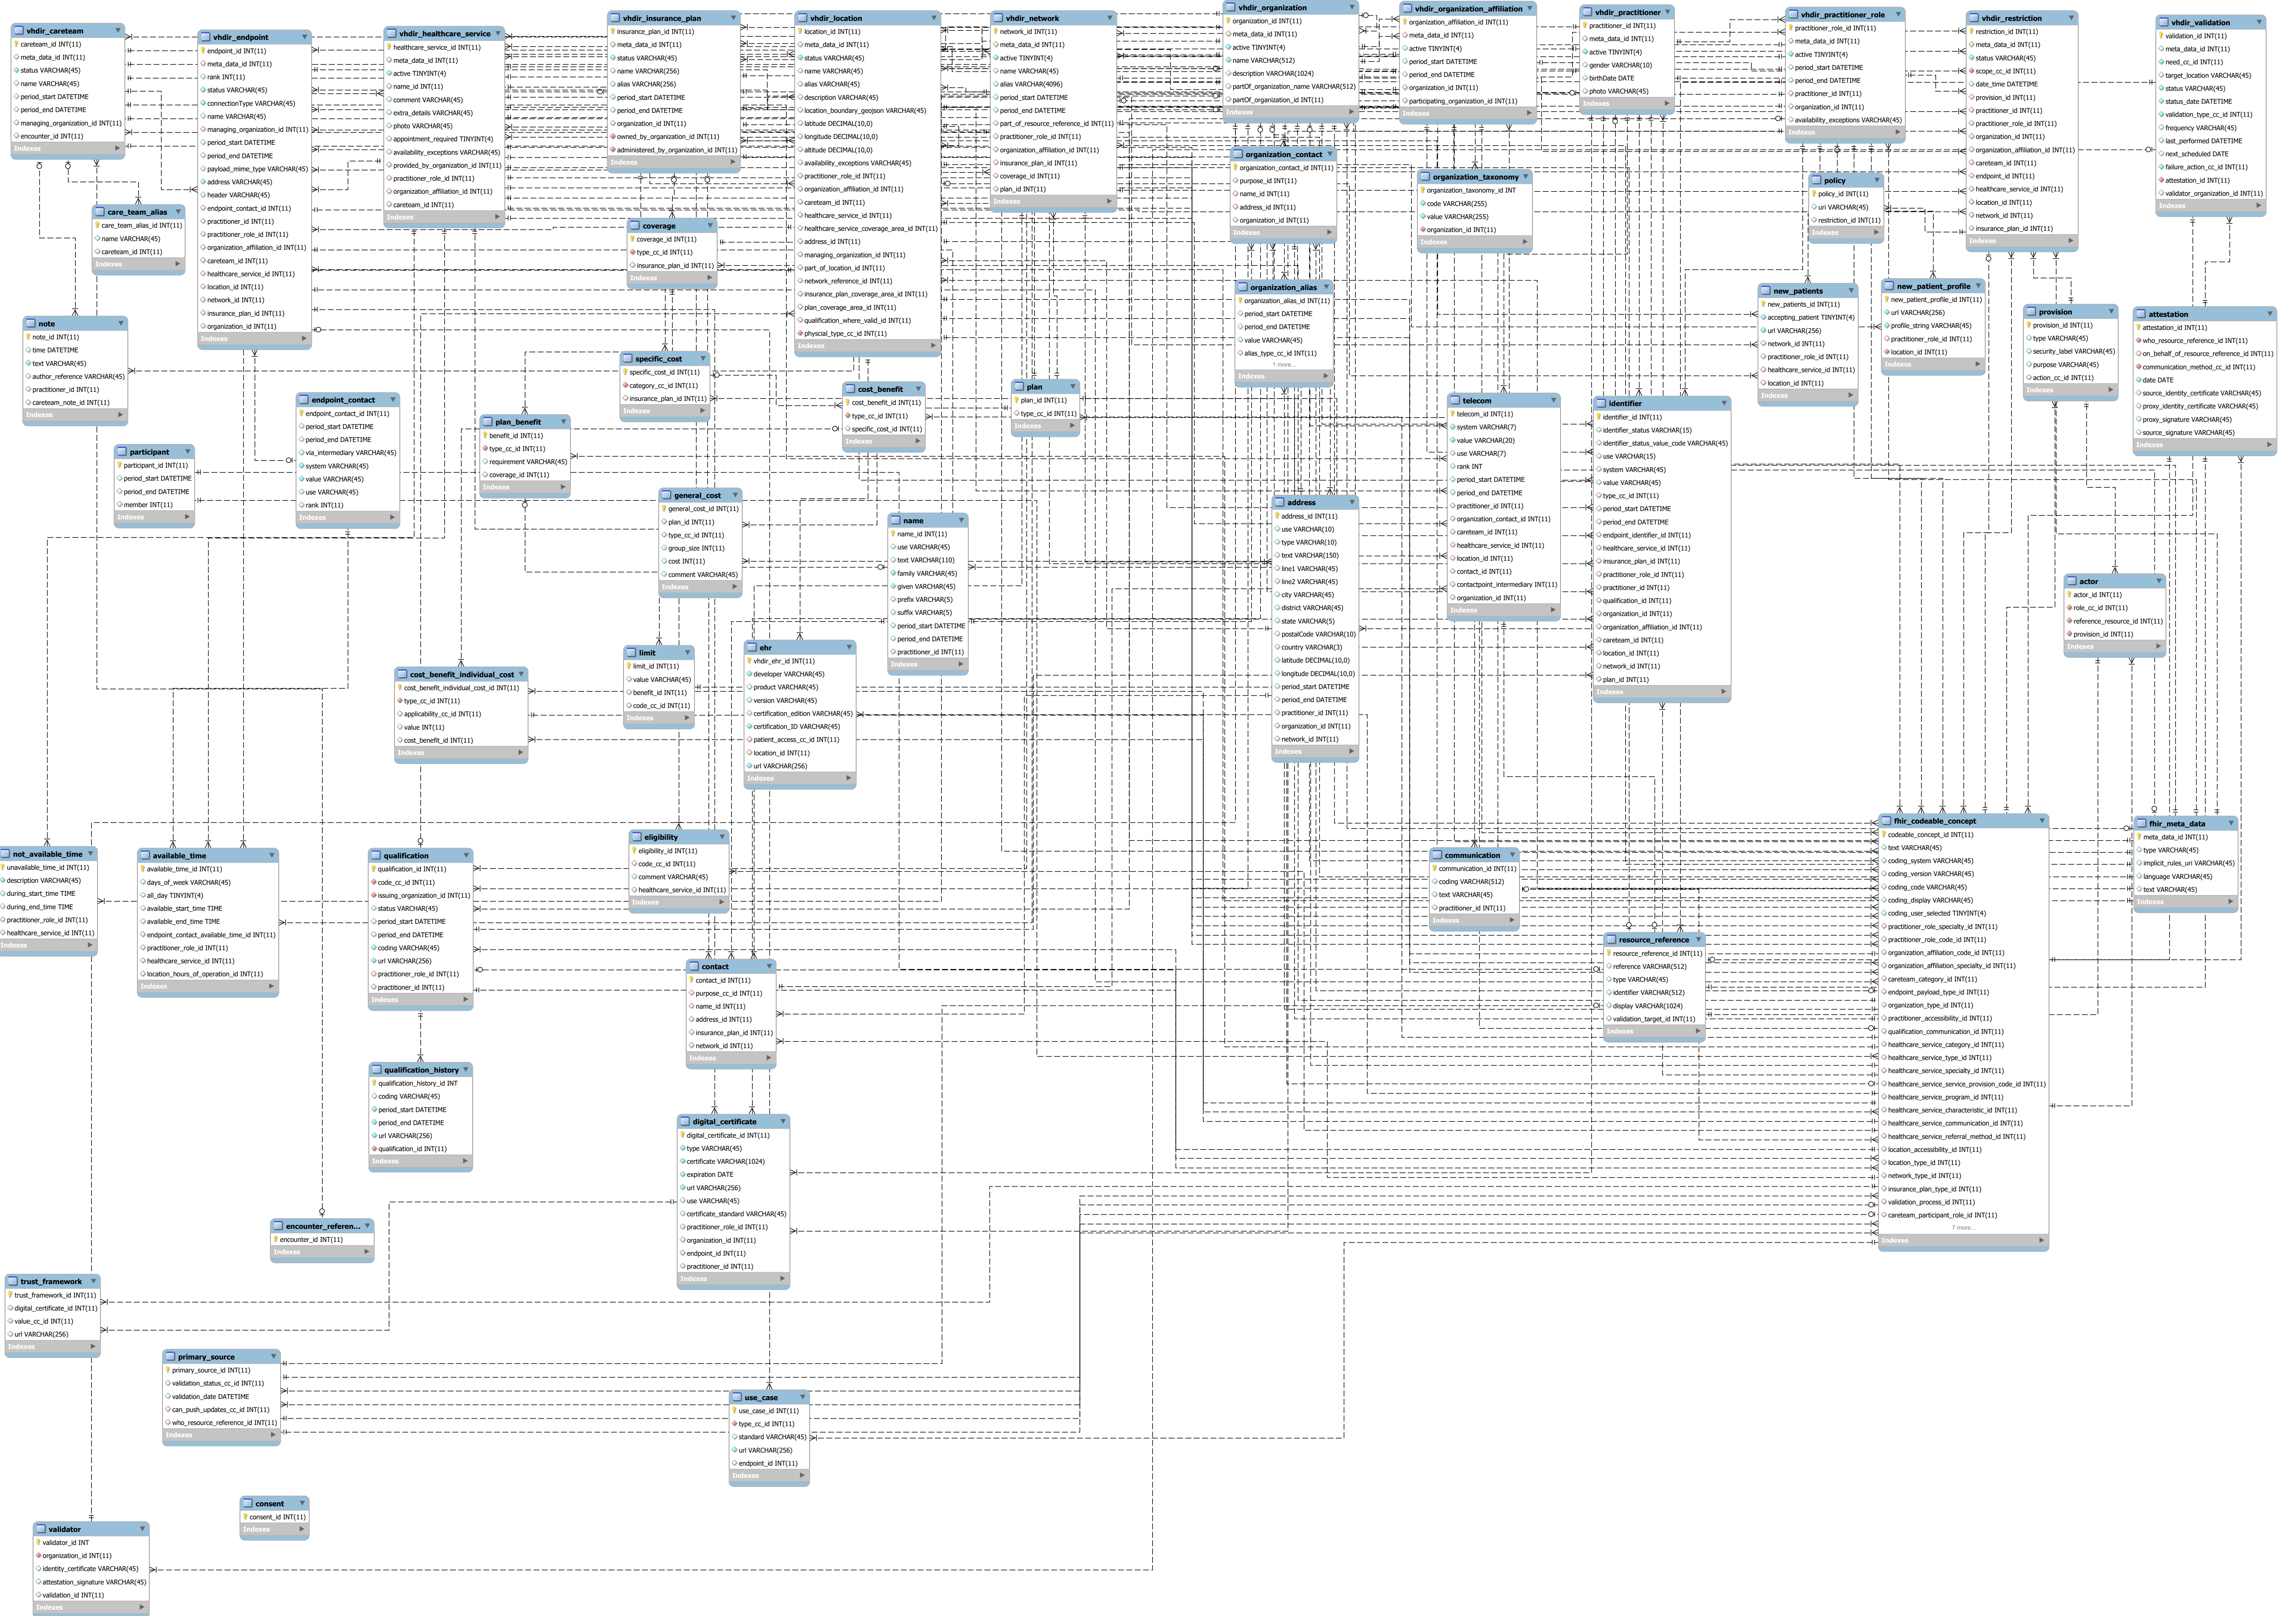 vhdir_careteam
careteam_id INT(11)
meta_data_id INT(11)
status VARCHAR(45)
name VARCHAR(45)
period_start DATETIME
period_end DATETIME
managing_organization_id INT(11)
encounter_id INT(11)
Indexes
vhdir_endpoint
endpoint_id INT(11)
meta_data_id INT(11)
rank INT(11)
status VARCHAR(45)
connectionType VARCHAR(45)
name VARCHAR(45)
managing_organization_id INT(11)
period_start DATETIME
period_end DATETIME
payload_mime_type VARCHAR(45)
address VARCHAR(45)
header VARCHAR(45)
endpoint_contact_id INT(11)
practitioner_id INT(11)
practitioner_role_id INT(11)
organization_affiliation_id INT(11)
careteam_id INT(11)
healthcare_service_id INT(11)
location_id INT(11)
network_id INT(11)
insurance_plan_id INT(11)
organization_id INT(11)
Indexes
vhdir_healthcare_service
healthcare_service_id INT(11)
meta_data_id INT(11)
active TINYINT(4)
name_id INT(11)
comment VARCHAR(45)
extra_details VARCHAR(45)
photo VARCHAR(45)
appointment_required TINYINT(4)
availability_exceptions VARCHAR(45)
provided_by_organization_id INT(11)
practitioner_role_id INT(11)
organization_affiliation_id INT(11)
careteam_id INT(11)
Indexes
vhdir_insurance_plan
insurance_plan_id INT(11)
meta_data_id INT(11)
status VARCHAR(45)
name VARCHAR(256)
alias VARCHAR(256)
period_start DATETIME
period_end DATETIME
organization_id INT(11)
owned_by_organization_id INT(11)
administered_by_organization_id INT(11)
Indexes
vhdir_location
location_id INT(11)
meta_data_id INT(11)
status VARCHAR(45)
name VARCHAR(45)
alias VARCHAR(45)
description VARCHAR(45)
location_boundary_geojson VARCHAR(45)
latitude DECIMAL(10,0)
longitude DECIMAL(10,0)
altitude DECIMAL(10,0)
availability_exceptions VARCHAR(45)
practitioner_role_id INT(11)
organization_affiliation_id INT(11)
careteam_id INT(11)
healthcare_service_id INT(11)
healthcare_service_coverage_area_id INT(11)
address_id INT(11)
managing_organization_id INT(11)
part_of_location_id INT(11)
network_reference_id INT(11)
insurance_plan_coverage_area_id INT(11)
plan_coverage_area_id INT(11)
qualification_where_valid_id INT(11)
physcial_type_cc_id INT(11)
Indexes
vhdir_network
network_id INT(11)
meta_data_id INT(11)
active TINYINT(4)
name VARCHAR(45)
alias VARCHAR(4096)
period_start DATETIME
period_end DATETIME
part_of_resource_reference_id INT(11)
practitioner_role_id INT(11)
organization_affiliation_id INT(11)
insurance_plan_id INT(11)
coverage_id INT(11)
plan_id INT(11)
Indexes
vhdir_organization
organization_id INT(11)
meta_data_id INT(11)
active TINYINT(4)
name VARCHAR(512)
description VARCHAR(1024)
partOf_organization_name VARCHAR(512)
partOf_organization_id INT(11)
Indexes
vhdir_organization_affiliation
organization_affiliation_id INT(11)
meta_data_id INT(11)
active TINYINT(4)
period_start DATETIME
period_end DATETIME
organization_id INT(11)
participating_organization_id INT(11)
Indexes
vhdir_practitioner
practitioner_id INT(11)
meta_data_id INT(11)
active TINYINT(4)
gender VARCHAR(10)
birthDate DATE
photo VARCHAR(45)
Indexes
vhdir_practitioner_role
practitioner_role_id INT(11)
meta_data_id INT(11)
active TINYINT(4)
period_start DATETIME
period_end DATETIME
practitioner_id INT(11)
organization_id INT(11)
availability_exceptions VARCHAR(45)
Indexes
vhdir_restriction
restriction_id INT(11)
meta_data_id INT(11)
status VARCHAR(45)
scope_cc_id INT(11)
date_time DATETIME
provision_id INT(11)
practitioner_id INT(11)
practitioner_role_id INT(11)
organization_id INT(11)
organization_affiliation_id INT(11)
careteam_id INT(11)
endpoint_id INT(11)
healthcare_service_id INT(11)
location_id INT(11)
network_id INT(11)
insurance_plan_id INT(11)
Indexes
vhdir_validation
validation_id INT(11)
meta_data_id INT(11)
need_cc_id INT(11)
target_location VARCHAR(45)
status VARCHAR(45)
status_date DATETIME
validation_type_cc_id INT(11)
frequency VARCHAR(45)
last_performed DATETIME
next_scheduled DATE
failure_action_cc_id INT(11)
attestation_id INT(11)
validator_organization_id INT(11)
Indexes
care_team_alias
care_team_alias_id INT(11)
name VARCHAR(45)
careteam_id INT(11)
Indexes
coverage
coverage_id INT(11)
type_cc_id INT(11)
insurance_plan_id INT(11)
Indexes
organization_contact
organization_contact_id INT(11)
purpose_id INT(11)
name_id INT(11)
address_id INT(11)
organization_id INT(11)
Indexes
organization_taxonomy
organization_taxonomy_id INT
code VARCHAR(255)
value VARCHAR(255)
organization_id INT(11)
Indexes
policy
policy_id INT(11)
uri VARCHAR(45)
restriction_id INT(11)
Indexes
organization_alias
organization_alias_id INT(11)
period_start DATETIME
period_end DATETIME
value VARCHAR(45)
alias_type_cc_id INT(11)
1 more...
Indexes
new_patients
new_patients_id INT(11)
accepting_patient TINYINT(4)
url VARCHAR(256)
network_id INT(11)
practitioner_role_id INT(11)
healthcare_service_id INT(11)
location_id INT(11)
Indexes
new_patient_profile
new_patient_profile_id INT(11)
url VARCHAR(256)
profile_string VARCHAR(45)
practitioner_role_id INT(11)
location_id INT(11)
Indexes
provision
provision_id INT(11)
type VARCHAR(45)
security_label VARCHAR(45)
purpose VARCHAR(45)
action_cc_id INT(11)
Indexes
attestation
attestation_id INT(11)
who_resource_reference_id INT(11)
on_behalf_of_resource_reference_id INT(11)
communication_method_cc_id INT(11)
date DATE
source_identity_certificate VARCHAR(45)
proxy_identity_certificate VARCHAR(45)
proxy_signature VARCHAR(45)
source_signature VARCHAR(45)
Indexes
note
note_id INT(11)
time DATETIME
text VARCHAR(45)
author_reference VARCHAR(45)
practitioner_id INT(11)
careteam_note_id INT(11)
Indexes
specific_cost
specific_cost_id INT(11)
category_cc_id INT(11)
insurance_plan_id INT(11)
Indexes
cost_benefit
cost_benefit_id INT(11)
type_cc_id INT(11)
specific_cost_id INT(11)
Indexes
plan
plan_id INT(11)
type_cc_id INT(11)
Indexes
endpoint_contact
endpoint_contact_id INT(11)
period_start DATETIME
period_end DATETIME
via_intermediary VARCHAR(45)
system VARCHAR(45)
value VARCHAR(45)
use VARCHAR(45)
rank INT(11)
Indexes
plan_benefit
benefit_id INT(11)
type_cc_id INT(11)
requirement VARCHAR(45)
coverage_id INT(11)
Indexes
telecom
telecom_id INT(11)
system VARCHAR(7)
value VARCHAR(20)
use VARCHAR(7)
rank INT
period_start DATETIME
period_end DATETIME
practitioner_id INT(11)
organization_contact_id INT(11)
careteam_id INT(11)
healthcare_service_id INT(11)
location_id INT(11)
contact_id INT(11)
contactpoint_intermediary INT(11)
organization_id INT(11)
Indexes
identifier
identifier_id INT(11)
identifier_status VARCHAR(15)
identifier_status_value_code VARCHAR(45)
use VARCHAR(15)
system VARCHAR(45)
value VARCHAR(45)
type_cc_id INT(11)
period_start DATETIME
period_end DATETIME
endpoint_identifier_id INT(11)
healthcare_service_id INT(11)
insurance_plan_id INT(11)
practitioner_role_id INT(11)
practitioner_id INT(11)
qualification_id INT(11)
organization_id INT(11)
organization_affiliation_id INT(11)
careteam_id INT(11)
location_id INT(11)
network_id INT(11)
plan_id INT(11)
Indexes
participant
participant_id INT(11)
period_start DATETIME
period_end DATETIME
member INT(11)
Indexes
general_cost
general_cost_id INT(11)
plan_id INT(11)
type_cc_id INT(11)
group_size INT(11)
cost INT(11)
comment VARCHAR(45)
Indexes
name
name_id INT(11)
use VARCHAR(45)
text VARCHAR(110)
family VARCHAR(45)
given VARCHAR(45)
prefix VARCHAR(5)
suffix VARCHAR(5)
period_start DATETIME
period_end DATETIME
practitioner_id INT(11)
Indexes
address
address_id INT(11)
use VARCHAR(10)
type VARCHAR(10)
text VARCHAR(150)
line1 VARCHAR(45)
line2 VARCHAR(45)
city VARCHAR(45)
district VARCHAR(45)
state VARCHAR(5)
postalCode VARCHAR(10)
country VARCHAR(3)
latitude DECIMAL(10,0)
longitude DECIMAL(10,0)
period_start DATETIME
period_end DATETIME
practitioner_id INT(11)
organization_id INT(11)
network_id INT(11)
Indexes
actor
actor_id INT(11)
role_cc_id INT(11)
reference_resource_id INT(11)
provision_id INT(11)
Indexes
limit
limit_id INT(11)
value VARCHAR(45)
benefit_id INT(11)
code_cc_id INT(11)
Indexes
ehr
vhdir_ehr_id INT(11)
developer VARCHAR(45)
product VARCHAR(45)
version VARCHAR(45)
certification_edition VARCHAR(45)
certification_ID VARCHAR(45)
patient_access_cc_id INT(11)
location_id INT(11)
url VARCHAR(256)
Indexes
cost_benefit_individual_cost
cost_benefit_individual_cost_id INT(11)
type_cc_id INT(11)
applicability_cc_id INT(11)
value INT(11)
cost_benefit_id INT(11)
Indexes
fhir_codeable_concept
codeable_concept_id INT(11)
text VARCHAR(45)
coding_system VARCHAR(45)
coding_version VARCHAR(45)
coding_code VARCHAR(45)
coding_display VARCHAR(45)
coding_user_selected TINYINT(4)
practitioner_role_specialty_id INT(11)
practitioner_role_code_id INT(11)
organization_affiliation_code_id INT(11)
organization_affiliation_specialty_id INT(11)
careteam_category_id INT(11)
endpoint_payload_type_id INT(11)
organization_type_id INT(11)
practitioner_accessibility_id INT(11)
qualification_communication_id INT(11)
healthcare_service_category_id INT(11)
healthcare_service_type_id INT(11)
healthcare_service_specialty_id INT(11)
healthcare_service_service_provision_code_id INT(11)
healthcare_service_program_id INT(11)
healthcare_service_characteristic_id INT(11)
healthcare_service_communication_id INT(11)
healthcare_service_referral_method_id INT(11)
location_accessibility_id INT(11)
location_type_id INT(11)
network_type_id INT(11)
insurance_plan_type_id INT(11)
validation_process_id INT(11)
careteam_participant_role_id INT(11)
7 more...
Indexes
fhir_meta_data
meta_data_id INT(11)
type VARCHAR(45)
implicit_rules_uri VARCHAR(45)
language VARCHAR(45)
text VARCHAR(45)
Indexes
not_available_time
unavailable_time_id INT(11)
description VARCHAR(45)
during_start_time TIME
during_end_time TIME
practitioner_role_id INT(11)
healthcare_service_id INT(11)
Indexes
available_time
available_time_id INT(11)
days_of_week VARCHAR(45)
all_day TINYINT(4)
available_start_time TIME
available_end_time TIME
endpoint_contact_available_time_id INT(11)
practitioner_role_id INT(11)
healthcare_service_id INT(11)
location_hours_of_operation_id INT(11)
Indexes
qualification
qualification_id INT(11)
code_cc_id INT(11)
issuing_organization_id INT(11)
status VARCHAR(45)
period_start DATETIME
period_end DATETIME
coding VARCHAR(45)
url VARCHAR(256)
practitioner_role_id INT(11)
practitioner_id INT(11)
Indexes
eligibility
eligibility_id INT(11)
code_cc_id INT(11)
comment VARCHAR(45)
healthcare_service_id INT(11)
Indexes
communication
communication_id INT(11)
coding VARCHAR(512)
text VARCHAR(45)
practitioner_id INT(11)
Indexes
resource_reference
resource_reference_id INT(11)
reference VARCHAR(512)
type VARCHAR(45)
identifier VARCHAR(512)
display VARCHAR(1024)
validation_target_id INT(11)
Indexes
contact
contact_id INT(11)
purpose_cc_id INT(11)
name_id INT(11)
address_id INT(11)
insurance_plan_id INT(11)
network_id INT(11)
Indexes
qualification_history
qualification_history_id INT
coding VARCHAR(45)
period_start DATETIME
period_end DATETIME
url VARCHAR(256)
qualification_id INT(11)
Indexes
digital_certificate
digital_certificate_id INT(11)
type VARCHAR(45)
certificate VARCHAR(1024)
expiration DATE
url VARCHAR(256)
use VARCHAR(45)
certificate_standard VARCHAR(45)
practitioner_role_id INT(11)
organization_id INT(11)
endpoint_id INT(11)
practitioner_id INT(11)
Indexes
encounter_referen...
encounter_id INT(11)
Indexes
trust_framework
trust_framework_id INT(11)
digital_certificate_id INT(11)
value_cc_id INT(11)
url VARCHAR(256)
Indexes
primary_source
primary_source_id INT(11)
validation_status_cc_id INT(11)
validation_date DATETIME
can_push_updates_cc_id INT(11)
who_resource_reference_id INT(11)
Indexes
use_case
use_case_id INT(11)
type_cc_id INT(11)
standard VARCHAR(45)
url VARCHAR(256)
endpoint_id INT(11)
Indexes
consent
consent_id INT(11)
Indexes
validator
validator_id INT
organization_id INT(11)
identity_certificate VARCHAR(45)
attestation_signature VARCHAR(45)
validation_id INT(11)
Indexes